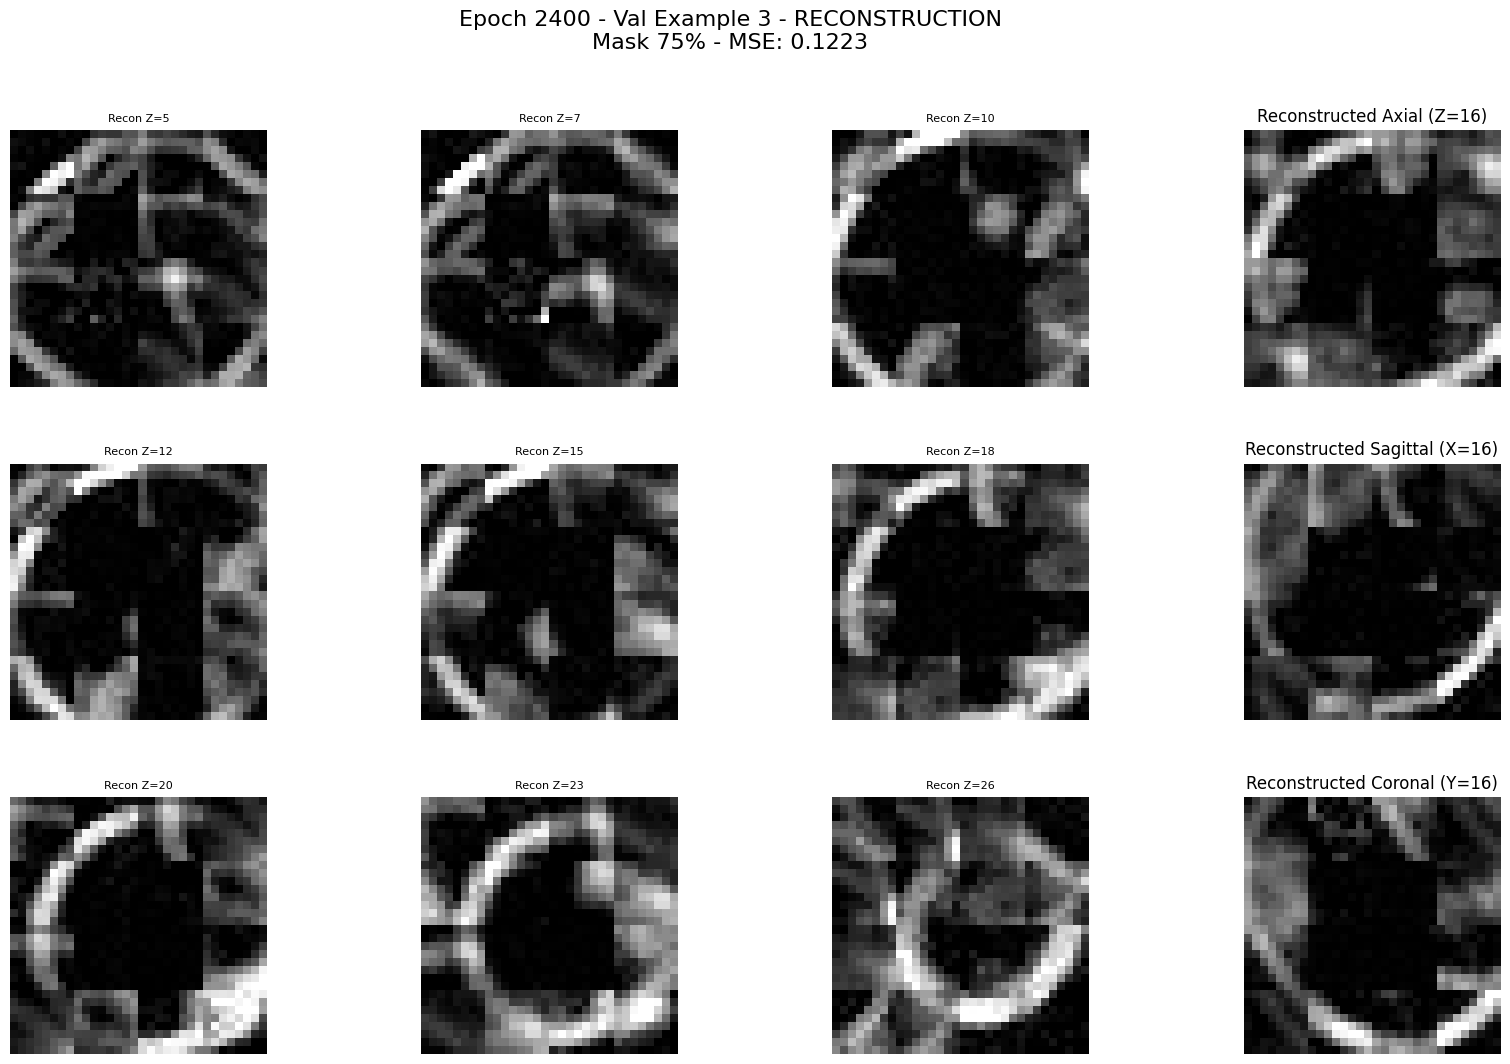 Epoch 2400 - Val Example 3 - RECONSTRUCTION
Mask 75% - MSE: 0.1223
Recon Z=5
Recon Z=7
Recon Z=10
Reconstructed Axial (Z=16)
Recon Z=12
Recon Z=15
Recon Z=18
Reconstructed Sagittal (X=16)
Recon Z=20
Recon Z=23
Recon Z=26
Reconstructed Coronal (Y=16)